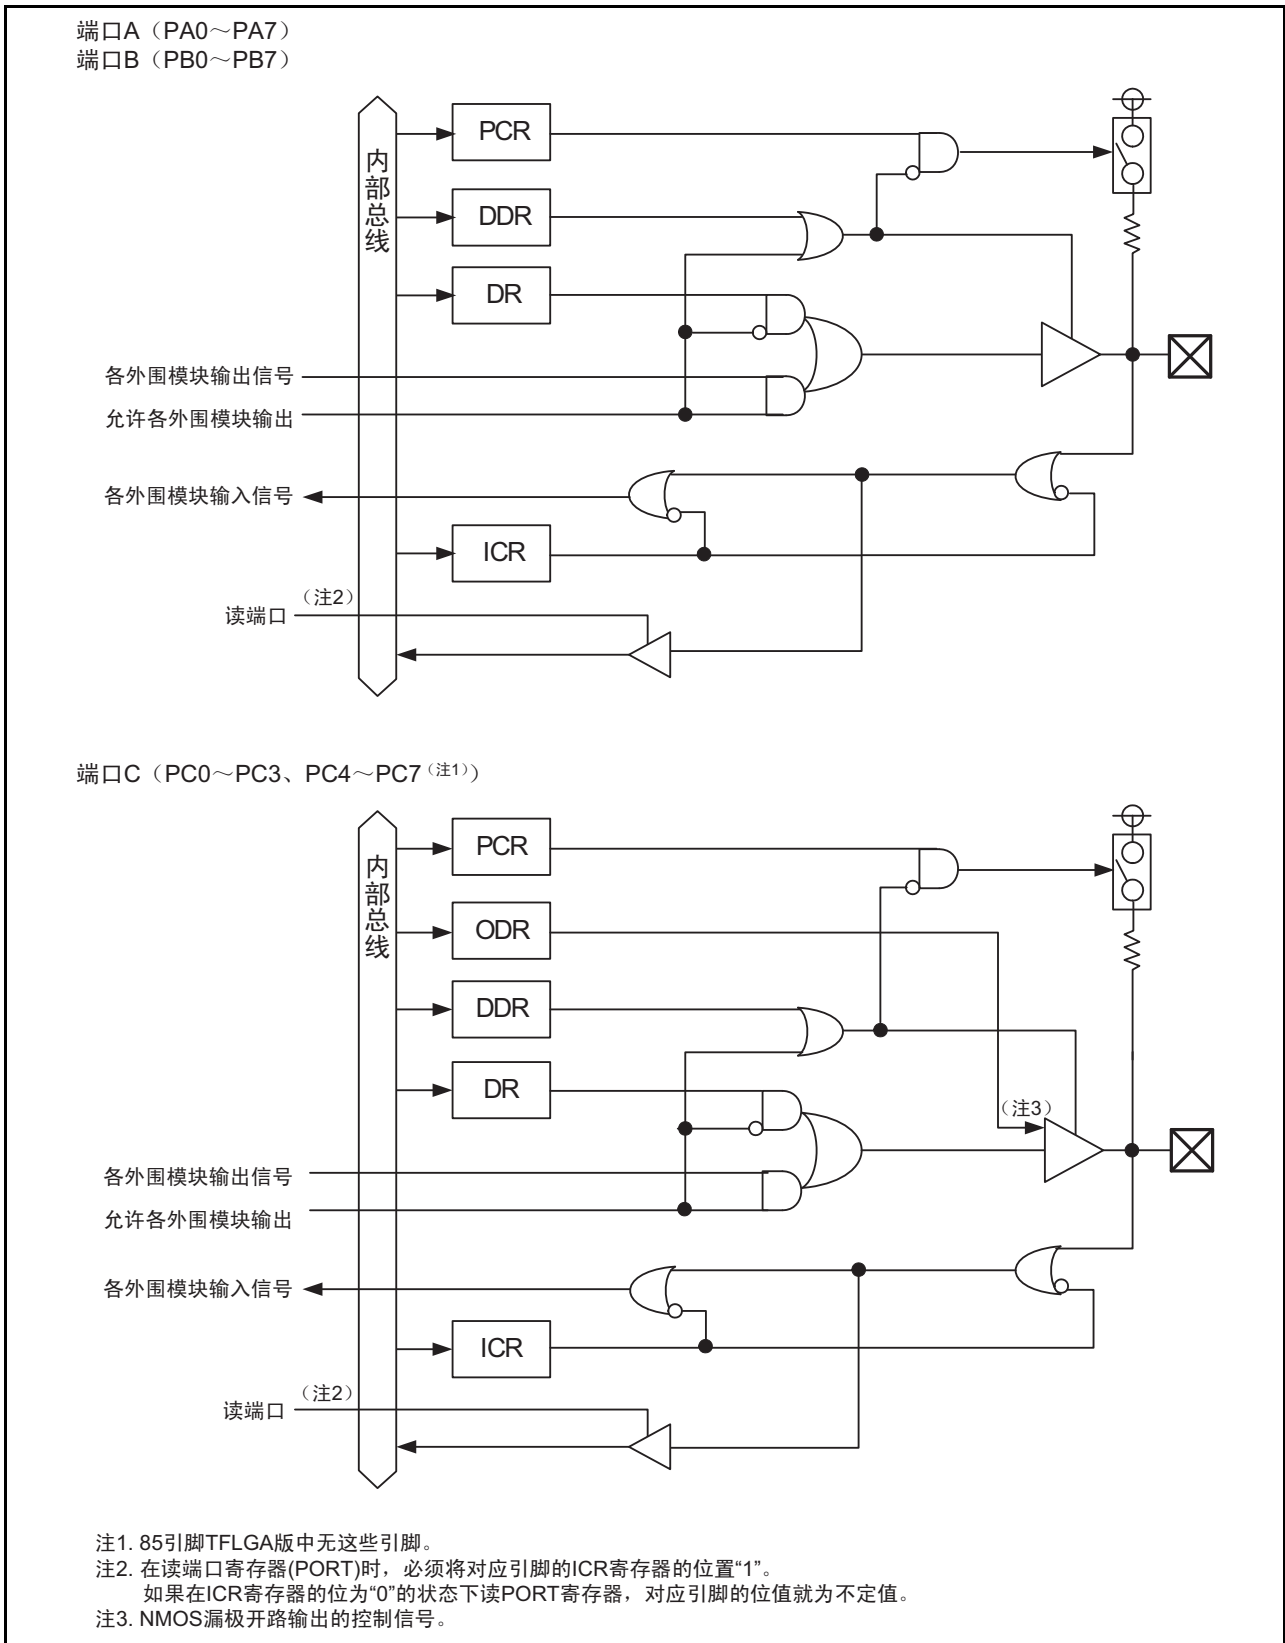 端口A（PA0～PA7）
端口B（PB0～PB7）
内部总线
PCR
DDR
DR
各外围模块输出信号
允许各外围模块输出
各外围模块输入信号
ICR
（注2）
读端口
端口C（PC0～PC3、PC4～PC7（注1））
内部总线
PCR
ODR
DDR
DR
（注3）
各外围模块输出信号
允许各外围模块输出
各外围模块输入信号
ICR
（注2）
读端口
注1. 85引脚TFLGA版中无这些引脚。
注2. 在读端口寄存器(PORT)时，必须将对应引脚的ICR寄存器的位置“1”。
如果在ICR寄存器的位为“0”的状态下读PORT寄存器，对应引脚的位值就为不定值。
注3. NMOS漏极开路输出的控制信号。